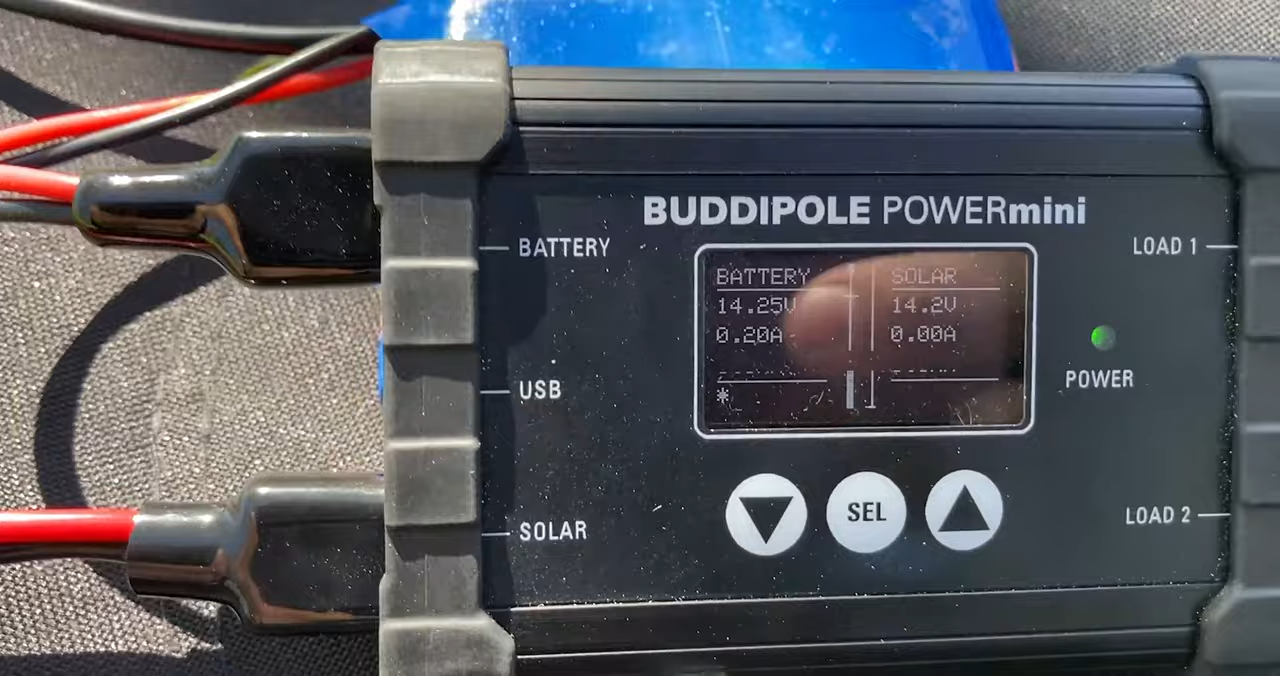 BUDDIPOLE POWERmini
BATTERY
LOAD 1
BATTERY
SOLAR
14.25V
14.2V
0.20A
0.00A
POWER
USB
*
SEL
SOLAR
LOAD 2